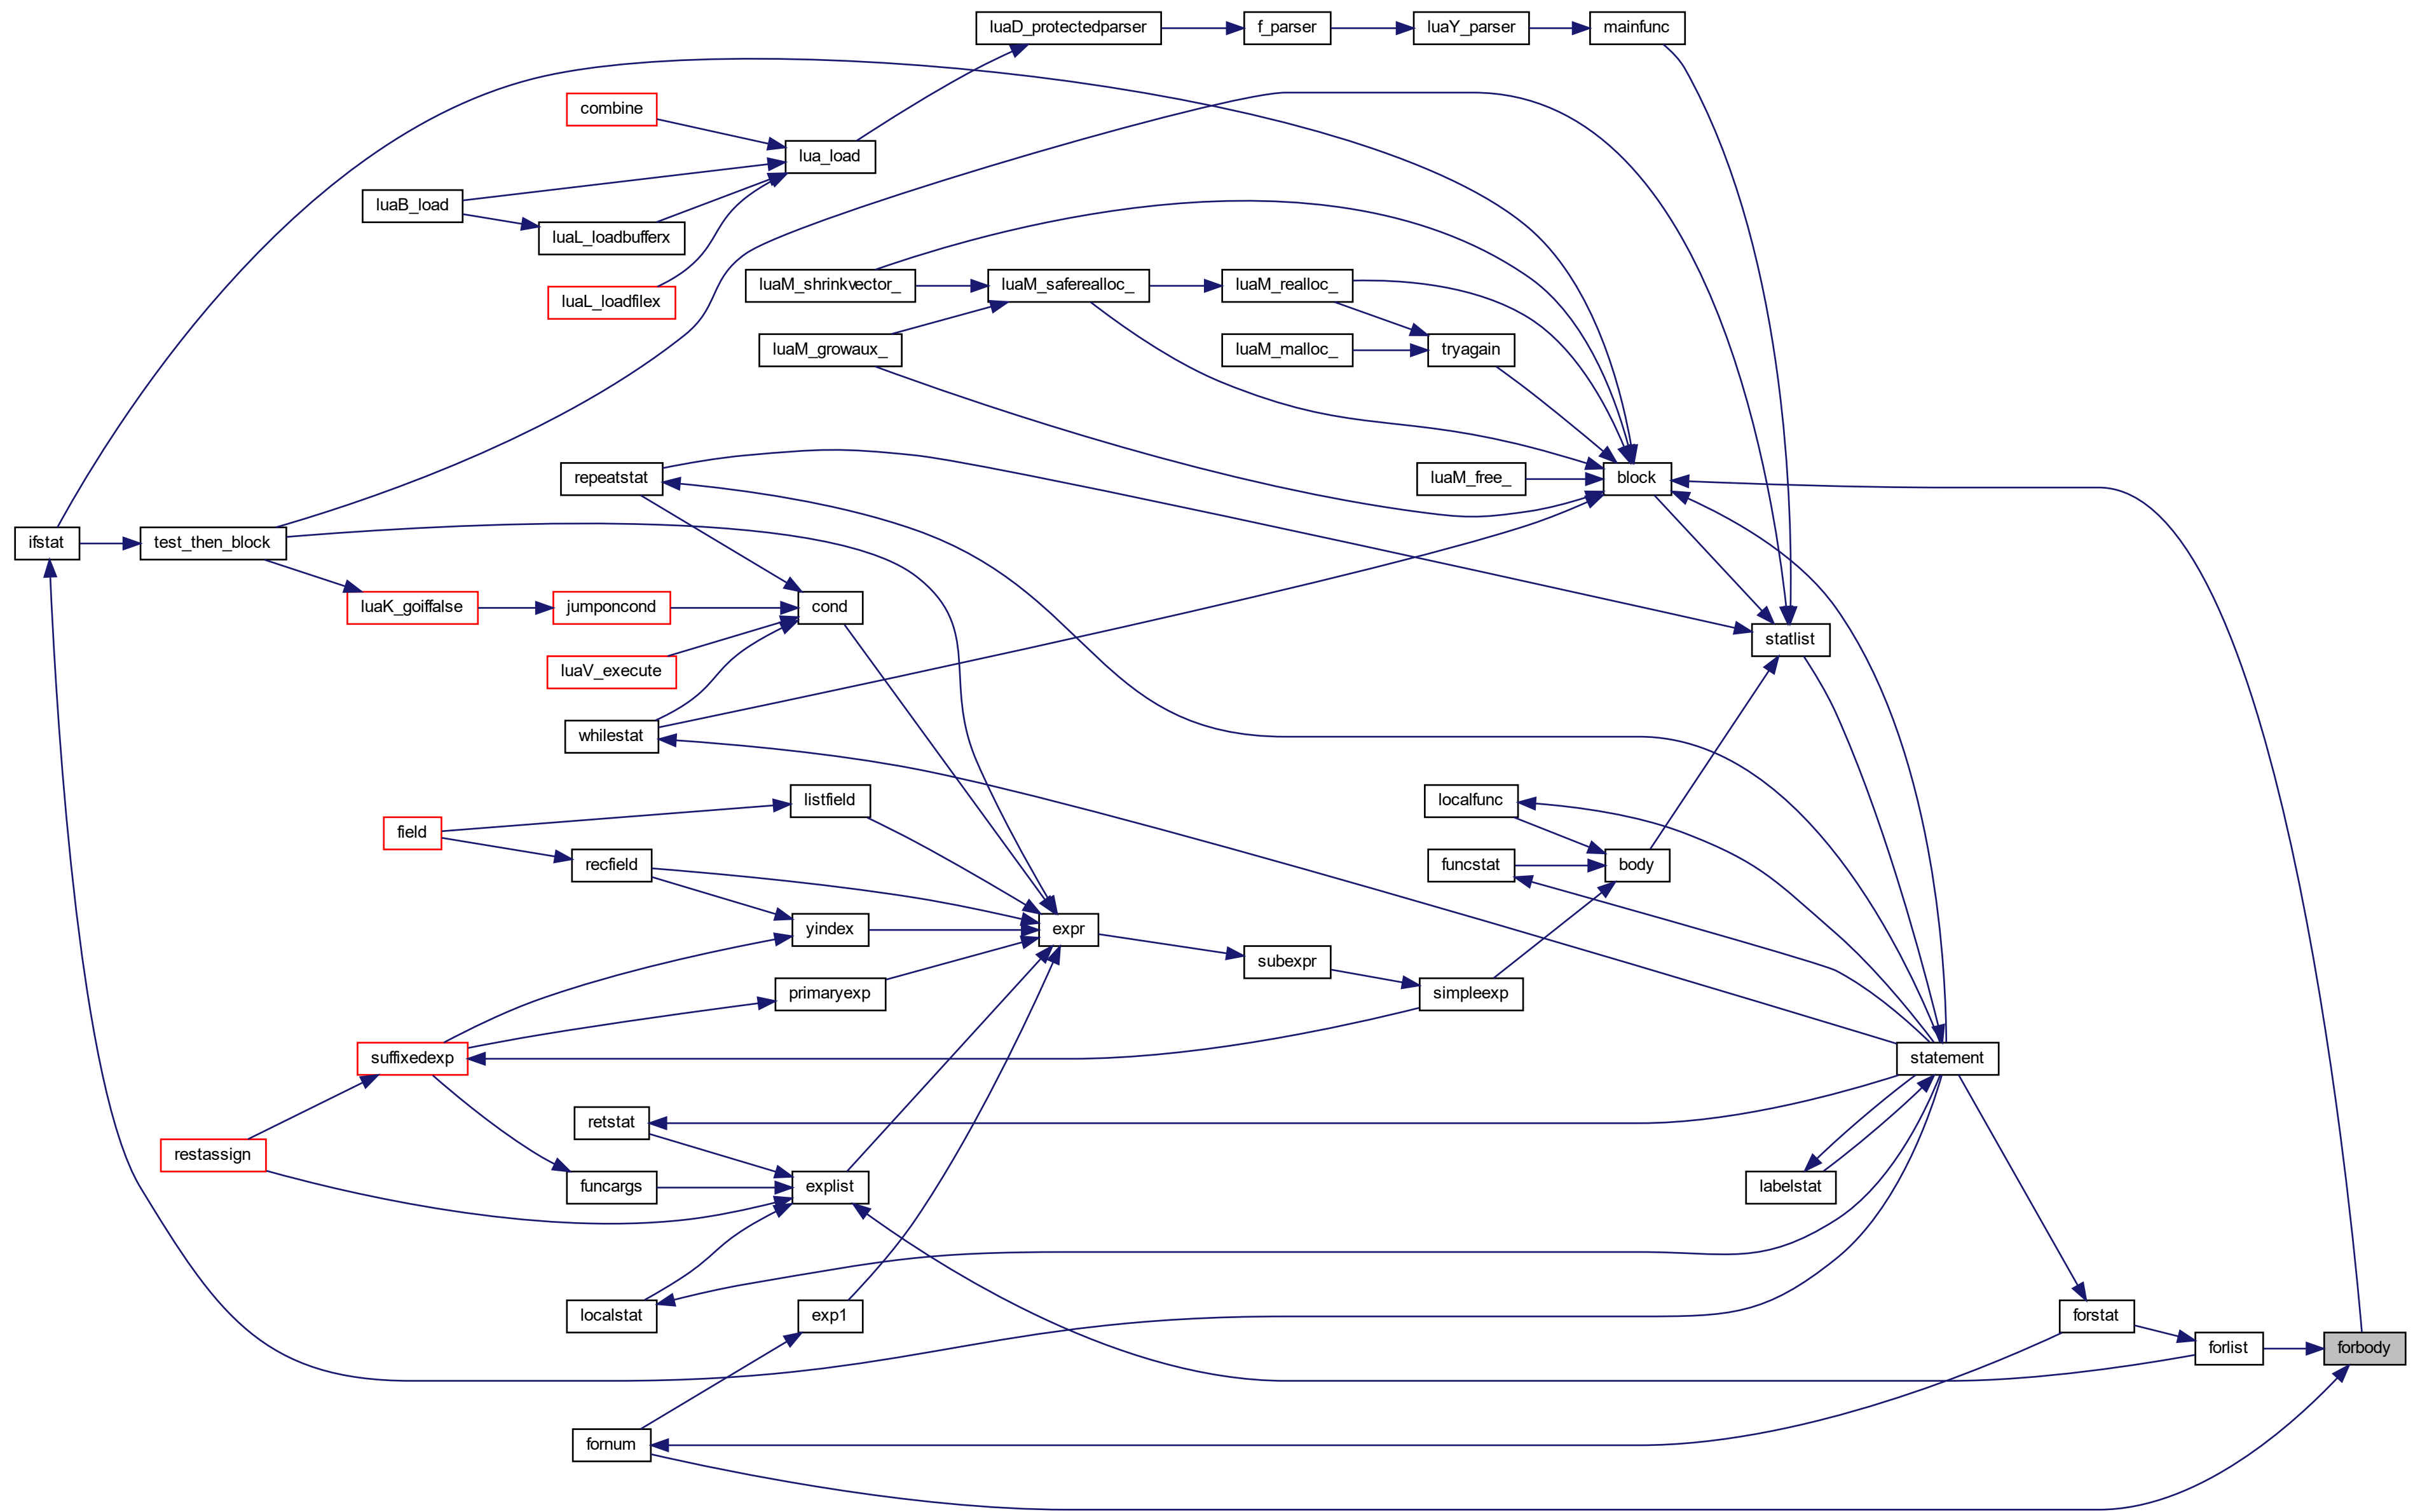 luaD_protectedparser
f_parser
luaY_parser
mainfunc
combine
lua_load
luaB_load
luaL_loadbufferx
luaL_loadfilex
luaM_shrinkvector_
luaM_saferealloc_
luaM_realloc_
luaM_growaux_
luaM_malloc_
tryagain
repeatstat
luaM_free_
block
ifstat
test_then_block
luaK_goiffalse
jumponcond
cond
statlist
luaV_execute
whilestat
listfield
localfunc
field
recfield
funcstat
body
yindex
expr
subexpr
primaryexp
simpleexp
suffixedexp
statement
retstat
restassign
funcargs
explist
labelstat
localstat
exp1
forstat
forlist
forbody
fornum